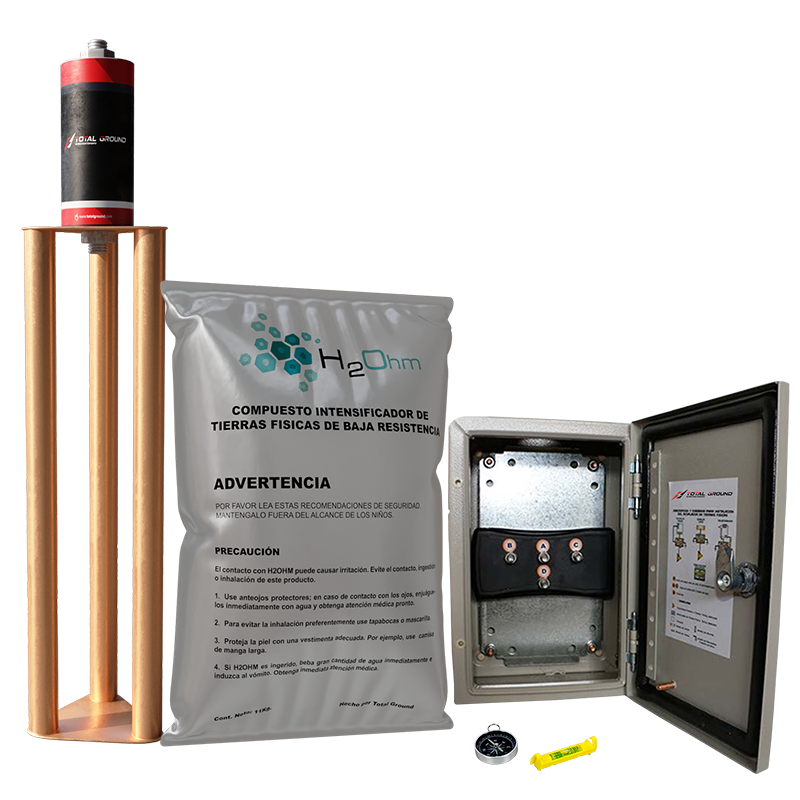 TOTAL GROUND
www.totalground.com
H2Ohm
COMPUESTO INTENSIFICADOR DE
TIERRAS FISICAS DE BAJA RESISTENCIA
ADVERTENCIA
POR FAVOR LEA ESTAS RECOMENDACIONES DE SEGURIDAD.
MANTENGALO FUERA DEL ALCANCE DE LOS NIÑOS.
PRECAUCIÓN
El contacto con H2OHM puede causar irritación. Evite el contacto, ingestión
o inhalación de este producto.
1. Use anteojos protectores; en caso de contacto con los ojos, enjuágue
los inmediatamente con agua y obtenga atención médica pronto.
2. Para evitar la inhalación preferentemente use tapabocas o mascarilla
3. Proteja la piel con una vestimenta adecuada. Por ejemplo, use camisa
de manga larga.
4. Si H2OHM es ingerido, beba gran cantidad de agua inmediatamente e
induzca al vómito. Obtenga inmediata atención médica.
Cont. Neto: 11Kg.
Hecho por Total Ground
B A C
D
TOTAL GROUND